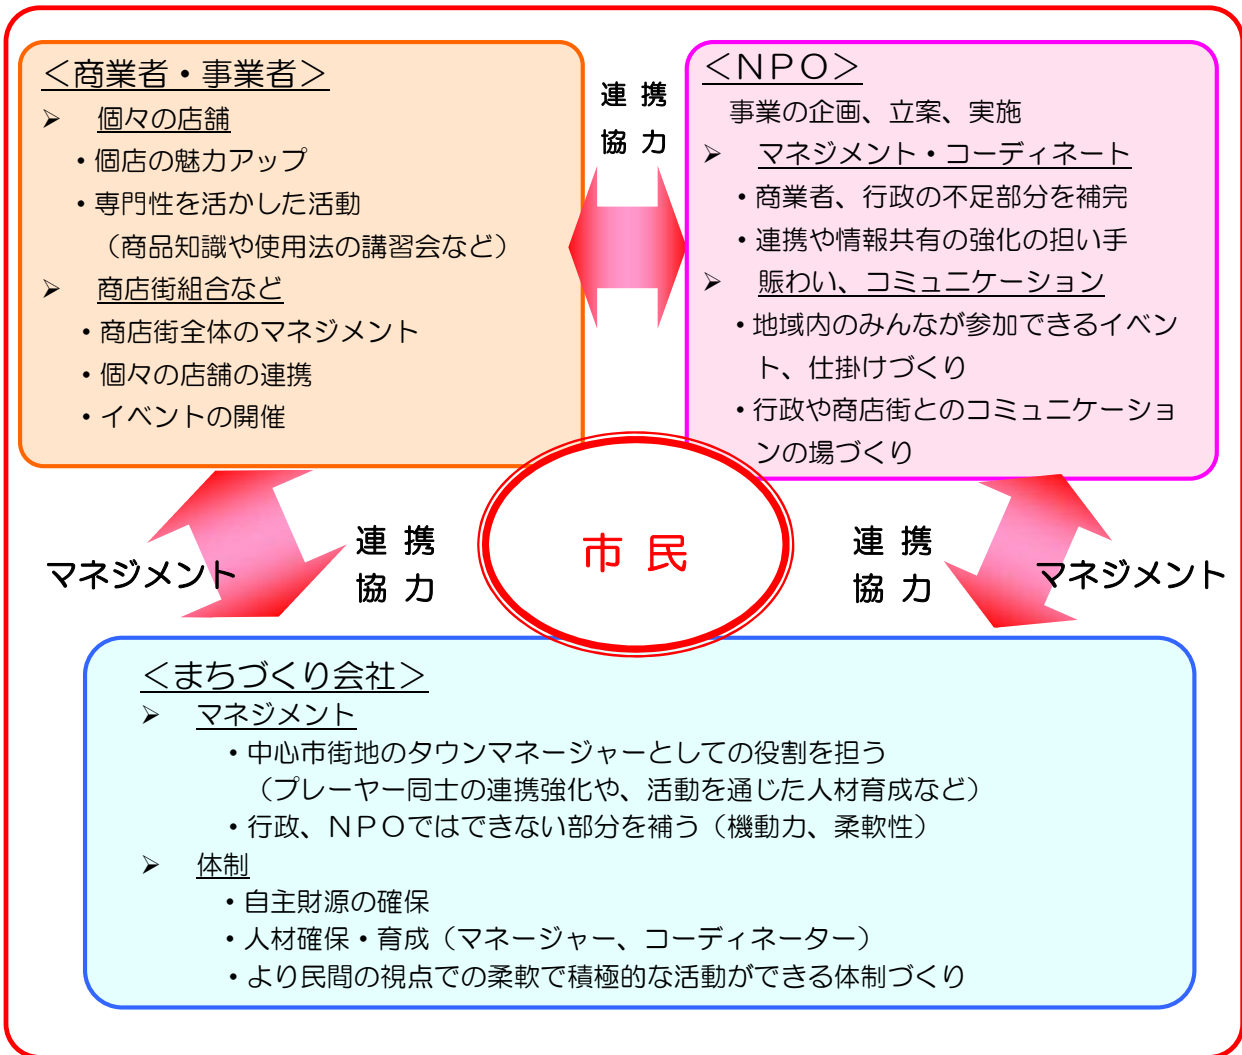 ＜商業者・事業者＞
➢ 個々の店舗
・個店の魅力アップ
・専門性を活かした活動
（商品知識や使用法の講習会など）
➢ 商店街組合など
・商店街全体のマネジメント
・個々の店舗の連携
・イベントの開催
連 携
協 力
＜ＮＰＯ＞
事業の企画、立案、実施
➢ マネジメント・コーディネート
・商業者、行政の不足部分を補完
・連携や情報共有の強化の担い手
➢ 賑わい、コミュニケーション
・地域内のみんなが参加できるイベン
ト、仕掛けづくり
・行政や商店街とのコミュニケーショ
ンの場づくり
マネジメント
連 携
協 力
市 民
連 携
協 力
マネジメント
＜まちづくり会社＞
➢ マネジメント
・中心市街地のタウンマネージャーとしての役割を担う
（プレーヤー同士の連携強化や、活動を通じた人材育成など）
・行政、ＮＰＯではできない部分を補う（機動力、柔軟性）
➢ 体制
・自主財源の確保
・人材確保・育成（マネージャー、コーディネーター）
・より民間の視点での柔軟で積極的な活動ができる体制づくり